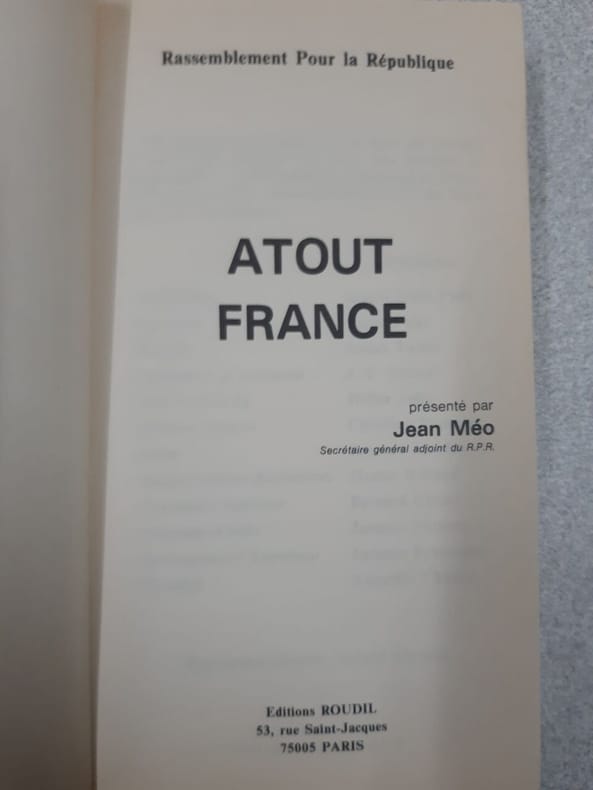 Rassemblement Pour la République
ATOUT
FRANCE
présenté par
Jean Méo
Secrétaire général adjoint du R.P.R.
Editions ROUDIL
53, rue Saint-Jacques
75005 PARIS